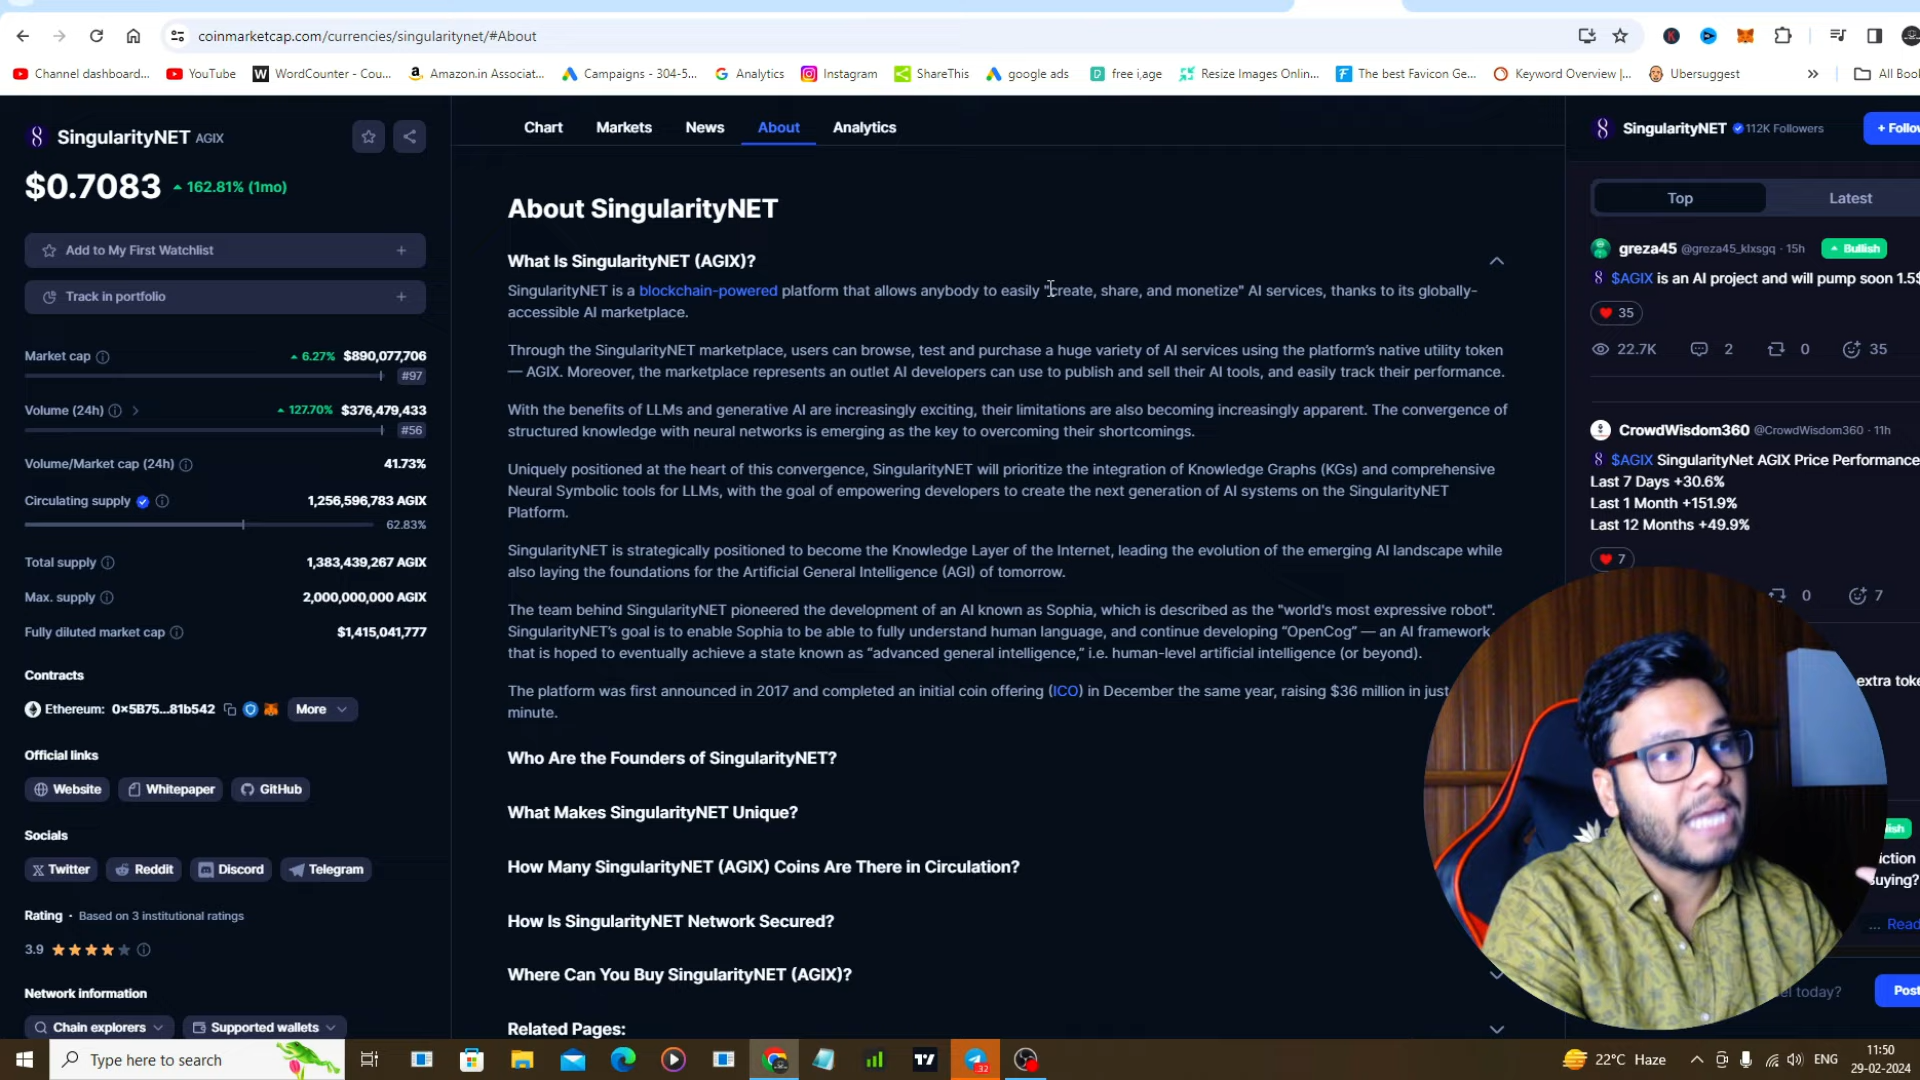 coinmarketcap.com/currencies/singularitynet/#About
Channel dashboard...
YouTube
WordCounter - Cou...
Amazon.in Associat...
Campaigns - 304-5...
Analytics
Instagram
ShareThis
google ads
free i,age
Resize Images Onlin...
The best Favicon Ge...
Keyword Overview |...
Ubersuggest
All Boo
SingularityNET AGIX
$0.7083 162.81% (1mo)
Add to My First Watchlist
Track in portfolio
Market cap 6.27% $890,077,706
#97
Volume (24h) 127.70% $376,479,433
#56
Volume/Market cap (24h) 41.73%
Circulating supply 1,256,596,783 AGIX
62.83%
Total supply 1,383,439,267 AGIX
Max. supply 2,000,000,000 AGIX
Fully diluted market cap $1,415,041,777
Contracts
Ethereum: 0x5B75...81b542 More
Official links
Website Whitepaper GitHub
Socials
Twitter Reddit Discord Telegram
Rating • Based on 3 institutional ratings
3.9
Network information
Chain explorers Supported wallets
Chart Markets News About Analytics
About SingularityNET
What Is SingularityNET (AGIX)?
SingularityNET is a blockchain-powered platform that allows anybody to easily "create, share, and monetize" AI services, thanks to its globally-
accessible AI marketplace.
Through the SingularityNET marketplace, users can browse, test and purchase a huge variety of AI services using the platform's native utility token
— AGIX. Moreover, the marketplace represents an outlet AI developers can use to publish and sell their AI tools, and easily track their performance.
With the benefits of LLMs and generative AI are increasingly exciting, their limitations are also becoming increasingly apparent. The convergence of
structured knowledge with neural networks is emerging as the key to overcoming their shortcomings.
Uniquely positioned at the heart of this convergence, SingularityNET will prioritize the integration of Knowledge Graphs (KGs) and comprehensive
Neural Symbolic tools for LLMs, with the goal of empowering developers to create the next generation of AI systems on the SingularityNET
Platform.
SingularityNET is strategically positioned to become the Knowledge Layer of the Internet, leading the evolution of the emerging AI landscape while
also laying the foundations for the Artificial General Intelligence (AGI) of tomorrow.
The team behind SingularityNET pioneered the development of an AI known as Sophia, which is described as the "world's most expressive robot".
SingularityNET's goal is to enable Sophia to be able to fully understand human language, and continue developing “OpenCog” — an AI framework
that is hoped to eventually achieve a state known as “advanced general intelligence,” i.e. human-level artificial intelligence (or beyond).
The platform was first announced in 2017 and completed an initial coin offering (ICO) in December the same year, raising $36 million in just
minute.
Who Are the Founders of SingularityNET?
What Makes SingularityNET Unique?
How Many SingularityNET (AGIX) Coins Are There in Circulation?
How Is SingularityNET Network Secured?
Where Can You Buy SingularityNET (AGIX)?
Related Pages:
SingularityNET 112K Followers + Follow
Top Latest
greza45 @greza45_klxsgq · 15h Bullish
$AGIX is an AI project and will pump soon 1.5$
35
22.7K 2 0 35
CrowdWisdom360 @CrowdWisdom360 · 11h
$AGIX SingularityNet AGIX Price Performance
Last 7 Days +30.6%
Last 1 Month +151.9%
Last 12 Months +49.9%
7
0 7
extra toke
ish
iction
buying?
... Read
el today? Post
Type here to search
32
22°C Haze
ENG
11:50
29-02-2024